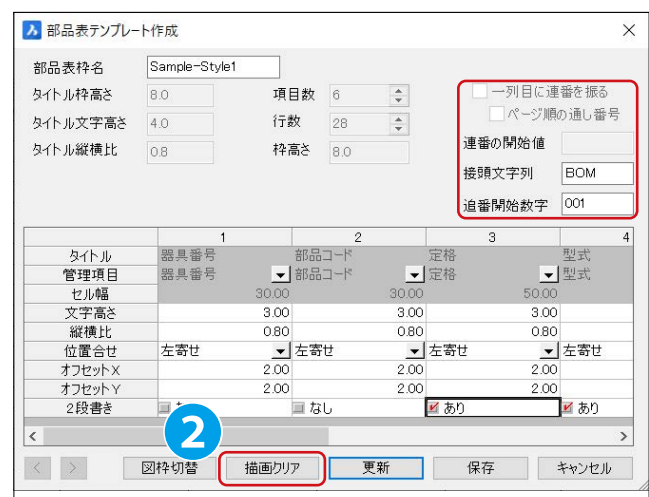 部品表テンプレート作成
部品表枠名 Sample-Style1
タイトル枠高さ 8.0 項目数 6 一列目に連番を振る
ページ順の通し番号
タイトル文字高さ 4.0 行数 28
タイトル縦横比 0.8 枠高さ 8.0 連番の開始値
接頭文字列 BOM
追番開始数字 001
1 2 3 4
タイトル 器具番号 部品コード 定格 型式
管理項目 器具番号 部品コード 定格 型式
セル幅 30.00 30.00 50.00
文字高さ 3.00 3.00 3.00
縦横比 0.80 0.80 0.80
位置合せ 左寄せ 左寄せ 左寄せ 左寄せ
オフセットX 2.00 2.00 2.00
オフセットY 2.00 2.00 2.00
2段書き なし あり あり
2
図枠切替 描画クリア 更新 保存 キャンセル